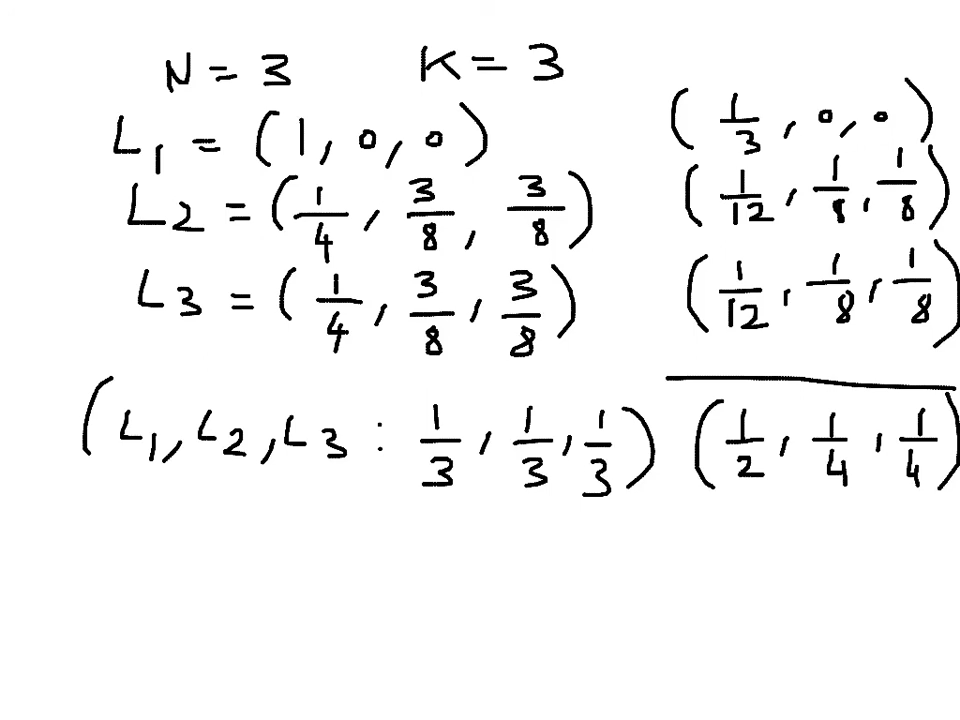 N = 3 K = 3
L1 = (1, 0, 0) (1/3, 0, 0)
L2 = (1/4, 3/8, 3/8) (1/12, 1/8, 1/8)
L3 = (1/4, 3/8, 3/8) (1/12, 1/8, 1/8)
(L1, L2, L3 : 1/3, 1/3, 1/3) (1/2, 1/4, 1/4)